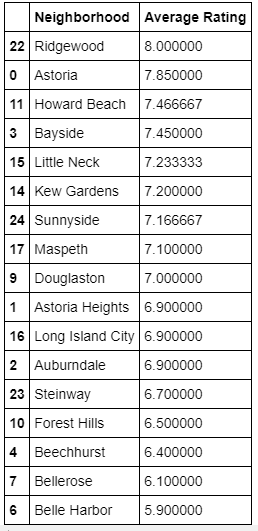 Neighborhood Average Rating
22 Ridgewood 8.000000
0 Astoria 7.850000
11 Howard Beach 7.466667
3 Bayside 7.450000
15 Little Neck 7.233333
14 Kew Gardens 7.200000
24 Sunnyside 7.166667
17 Maspeth 7.100000
9 Douglaston 7.000000
1 Astoria Heights 6.900000
16 Long Island City 6.900000
2 Auburndale 6.900000
23 Steinway 6.700000
10 Forest Hills 6.500000
4 Beechhurst 6.400000
7 Bellerose 6.100000
6 Belle Harbor 5.900000